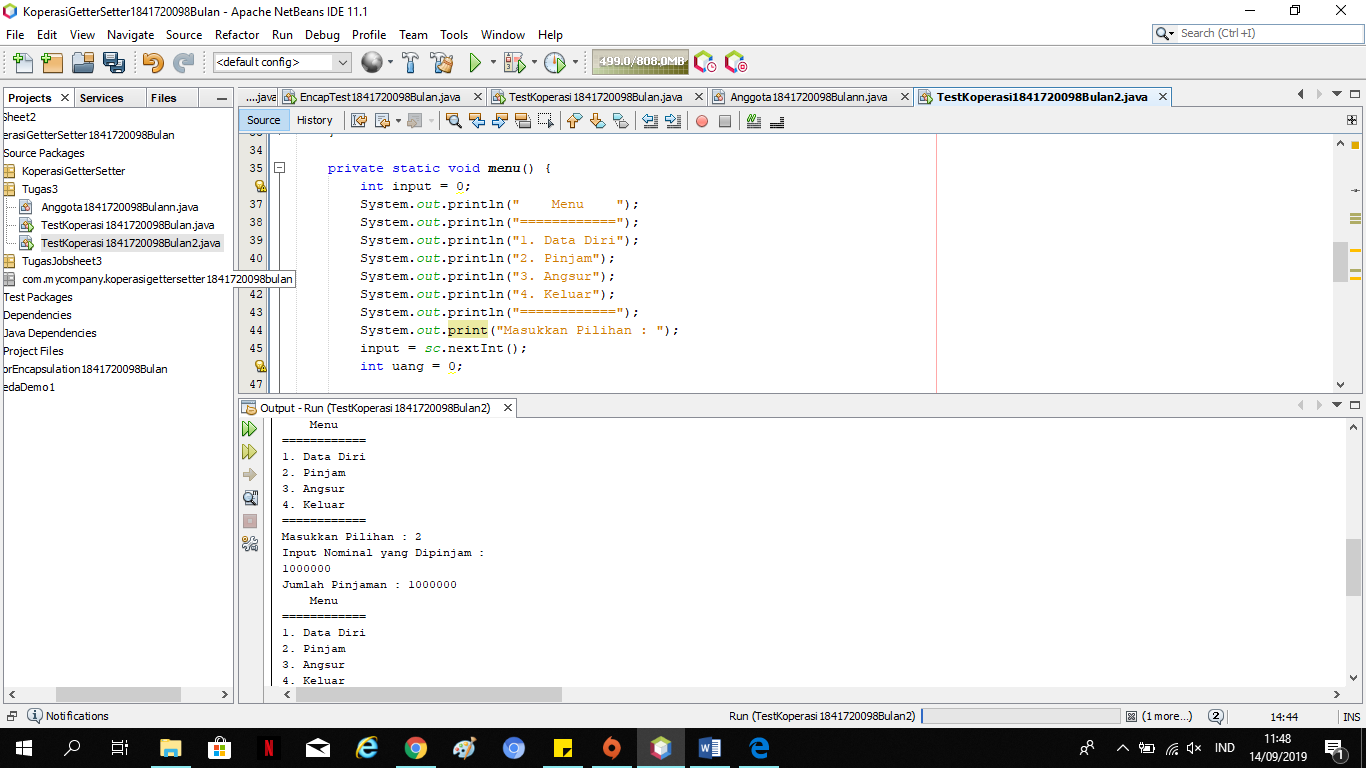 KoperasiGetterSetter1841720098Bulan - Apache NetBeans IDE 11.1
File Edit View Navigate Source Refactor Run Debug Profile Team Tools Window Help
Search (Ctrl +I)
<default config>
499.0/808.0MB
Projects Services Files
....java EncapTest1841720098Bulan.java TestKoperasi1841720098Bulan.java Anggota1841720098Bulann.java TestKoperasi1841720098Bulan2.java
Source History
Sheet2
erasiGetterSetter1841720098Bulan
Source Packages
KoperasiGetterSetter
Tugas3
Anggota1841720098Bulann.java
TestKoperasi1841720098Bulan.java
TestKoperasi1841720098Bulan2.java
TugasJobsheet3
com.mycompany.koperasigettersetter1841720098bulan
Test Packages
Dependencies
Java Dependencies
Project Files
orEncapsulation1841720098Bulan
edaDemo1
34
35 private static void menu() {
int input = 0;
37 System.out.println("    Menu    ");
38 System.out.println("============");
39 System.out.println("1. Data Diri");
40 System.out.println("2. Pinjam");
System.out.println("3. Angsur");
42 System.out.println("4. Keluar");
43 System.out.println("============");
44 System.out.print("Masukkan Pilihan : ");
45 input = sc.nextInt();
int uang = 0;
47
Output - Run (TestKoperasi1841720098Bulan2)
Menu
============
1. Data Diri
2. Pinjam
3. Angsur
4. Keluar
============
Masukkan Pilihan : 2
Input Nominal yang Dipinjam :
1000000
Jumlah Pinjaman : 1000000
Menu
============
1. Data Diri
2. Pinjam
3. Angsur
4. Keluar
Notifications
Run (TestKoperasi1841720098Bulan2) (1 more...) 2 14:44 INS
IND
11:48
14/09/2019
1